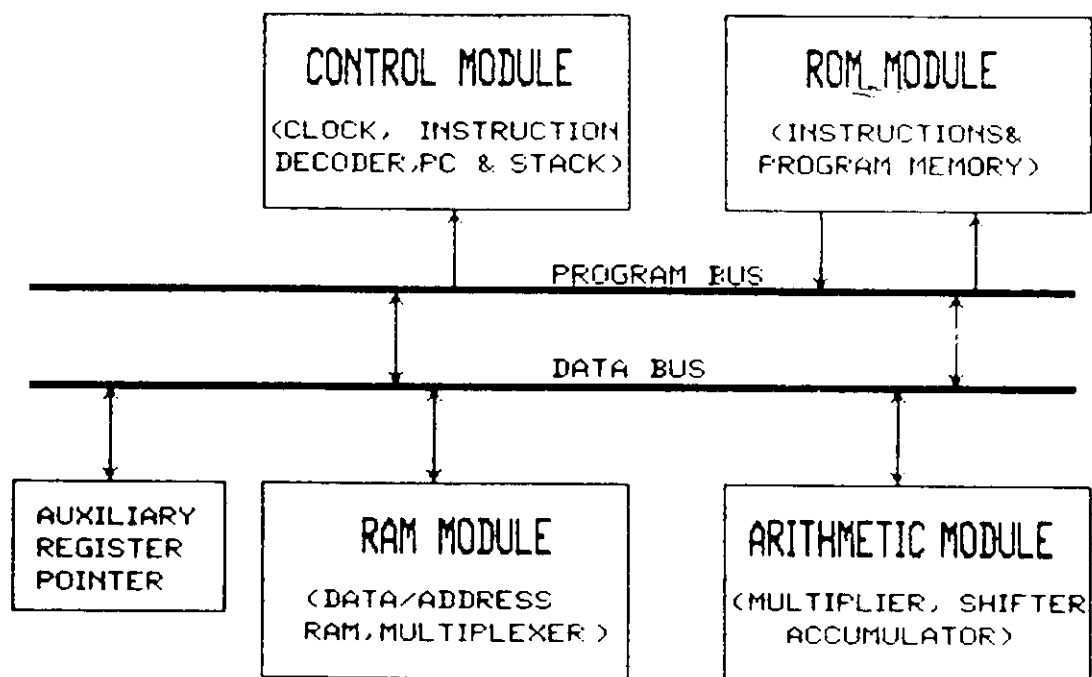 CONTROL MODULE
(CLOCK, INSTRUCTION
DECODER,PC & STACK)
ROM MODULE
(INSTRUCTIONS&
PROGRAM MEMORY)
PROGRAM BUS
DATA BUS
AUXILIARY
REGISTER
POINTER
RAM MODULE
(DATA/ADDRESS
RAM,MULTIPLEXER)
ARITHMETIC MODULE
(MULTIPLIER, SHIFTER
ACCUMULATOR)